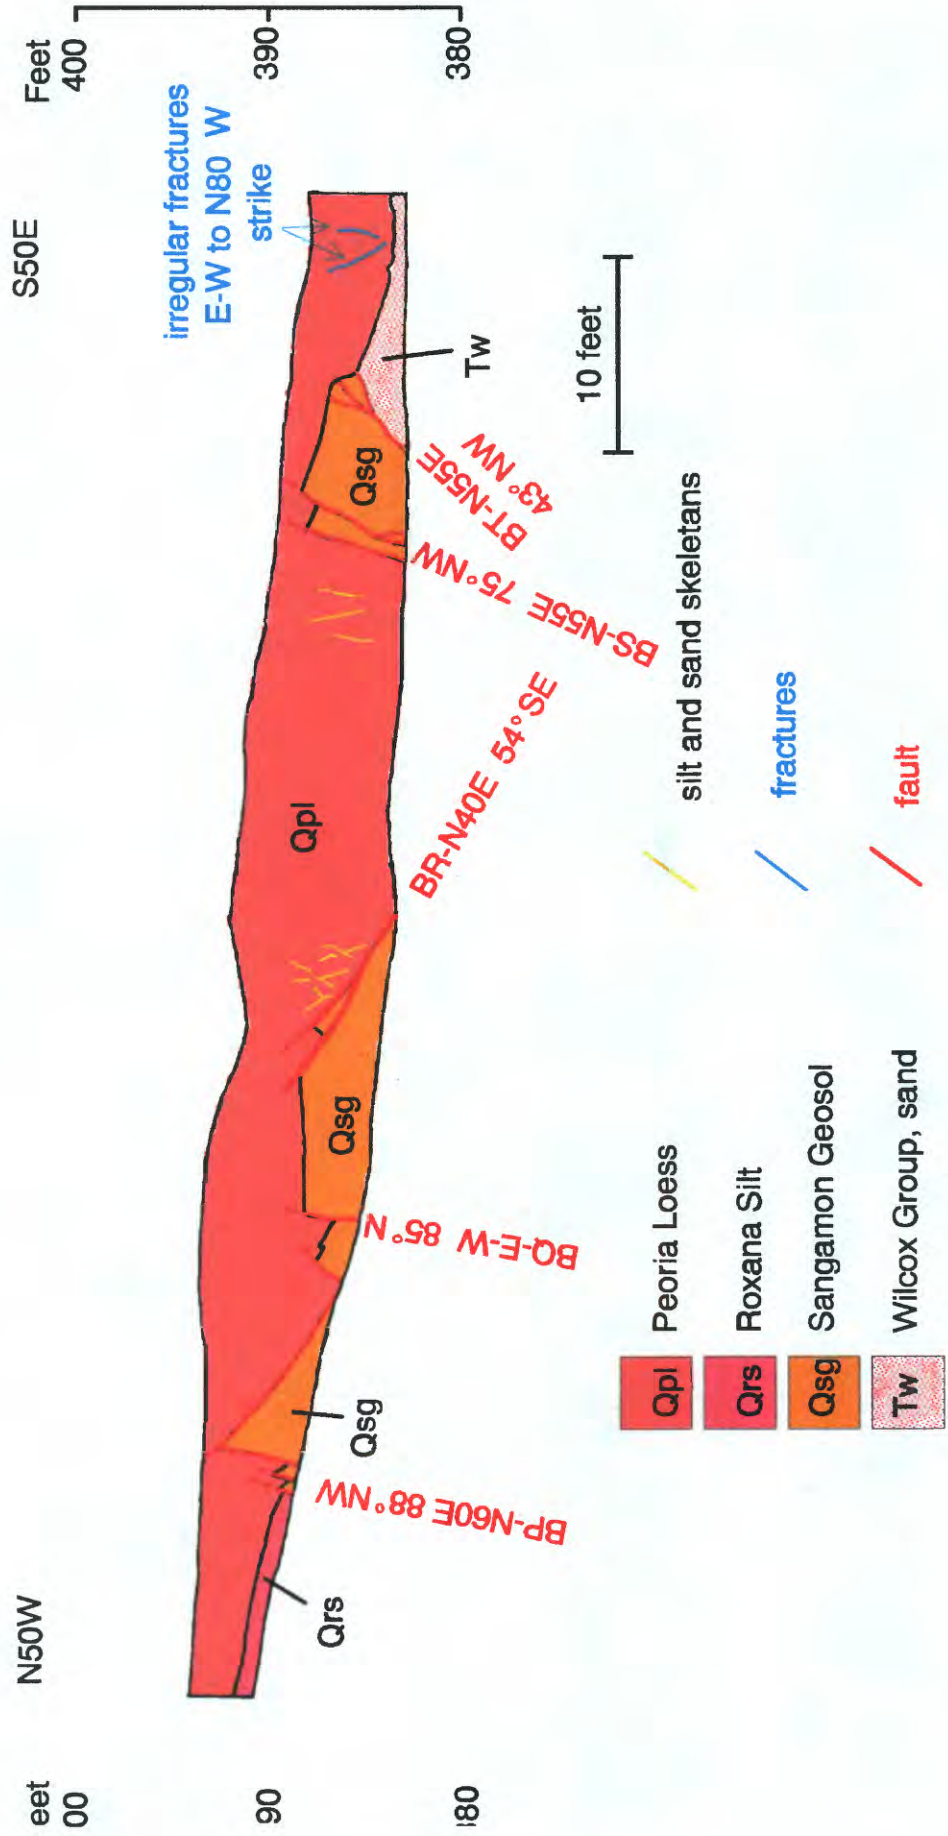 N50W
S50E
eet
00
90
380
Feet
400
390
380
irregular fractures
E-W to N80 W
strike
Qrs
Qsg
Qsg
Qpl
Qsg
Tw
BP-N60E 88° NW
BQ-E-W 85° N
BR-N40E 54° SE
BS-N55E 75° NW
BT-N55E
43° NW
10 feet
Qpl Peoria Loess
Qrs Roxana Silt
Qsg Sangamon Geosol
Tw Wilcox Group, sand
silt and sand skeletans
fractures
fault